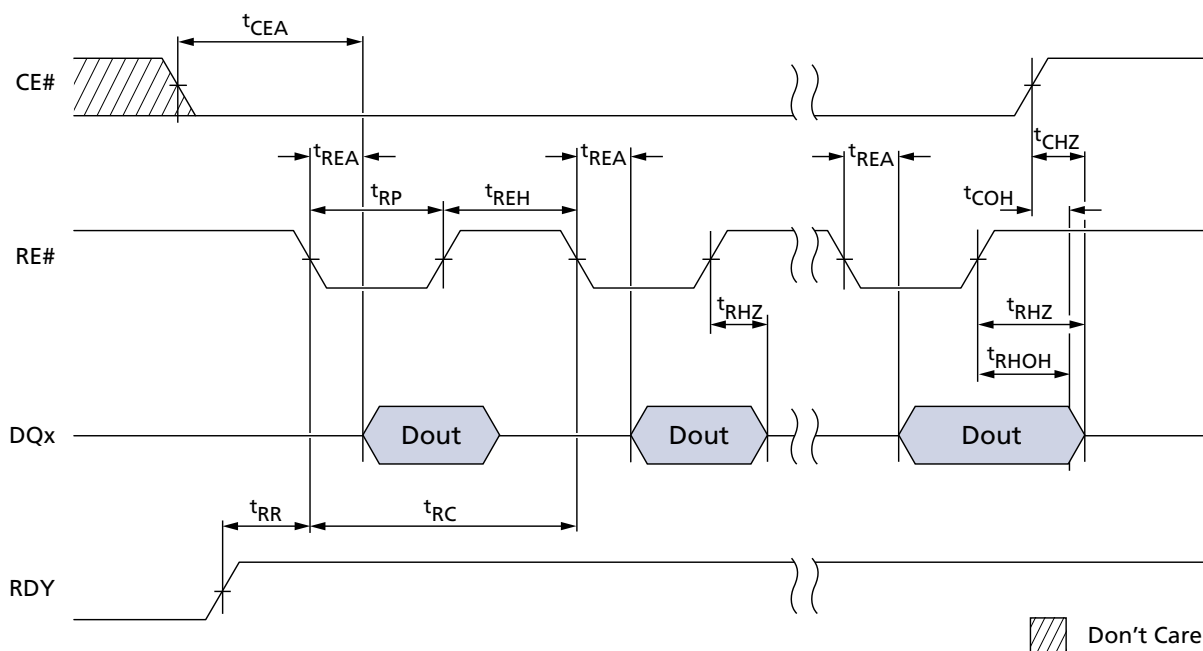 tCEA
CE#
tCHZ
tREA tREA tREA
tRP tREH tCOH
RE#
tRHZ tRHZ
tRHOH
DQx Dout Dout Dout
tRR tRC
RDY
Don't Care